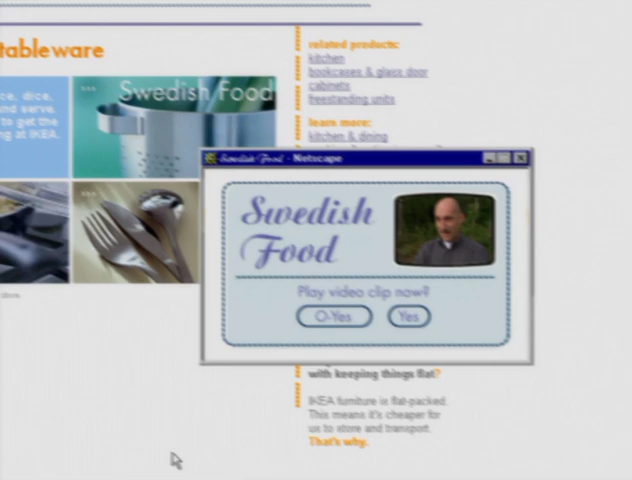 tableware
ce, dice,
nd serve.
to get the
ng at IKEA.
Swedish Food
related products:
kitchen
bookcases & glass door
cabinets
freestanding units
learn more:
kitchen & dining
Swedish Food - Netscape
Swedish
Food
Play video clip now?
O-Yes
Yes
with keeping things flat?
IKEA furniture is flat-packed.
This means it's cheaper for
us to store and transport.
That's why.